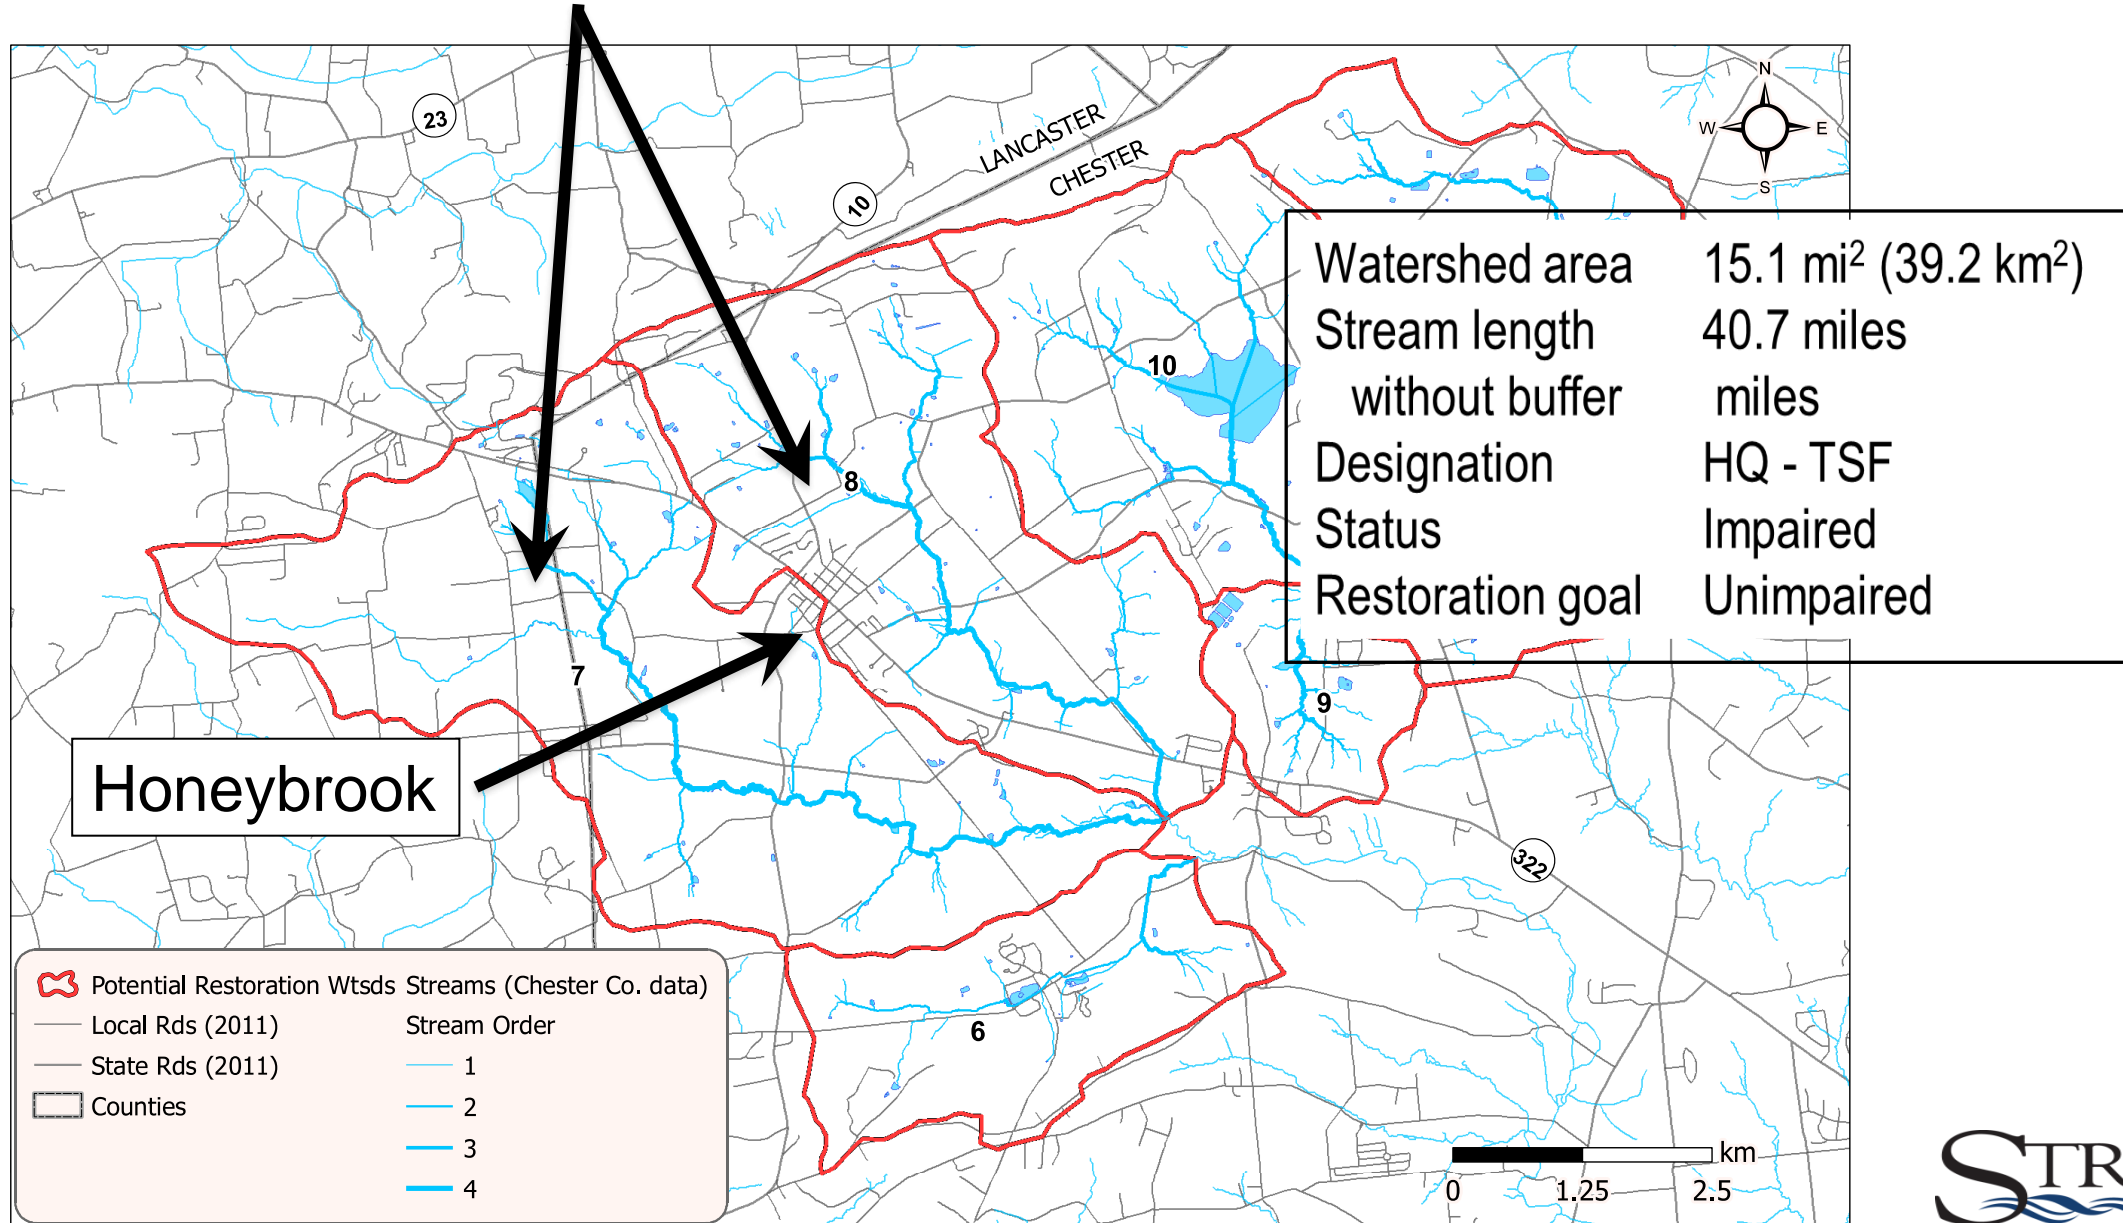 23
LANCASTER
CHESTER
10
N
W E
S
Watershed area 15.1 mi² (39.2 km²)
Stream length 40.7 miles
without buffer miles
Designation HQ - TSF
Status Impaired
Restoration goal Unimpaired
10
8
7
9
Honeybrook
322
6
Potential Restoration Wtsds
Local Rds (2011)
State Rds (2011)
Counties
Streams (Chester Co. data)
Stream Order
1
2
3
4
km
0 1.25 2.5
STR